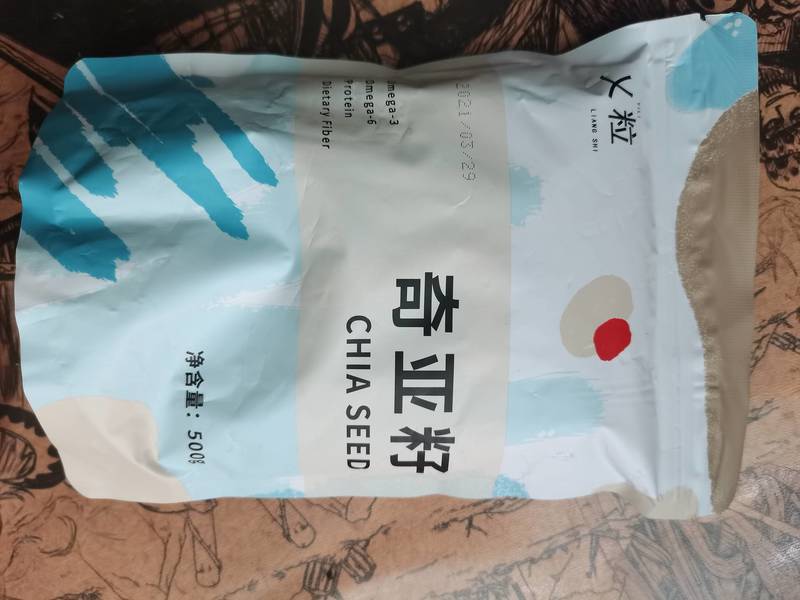 粒
LIANG SHI
2021/03/29
Omega-3
Omega-6
Protein
Dietary Fiber
奇亚籽
CHIA SEED
净含量：500g